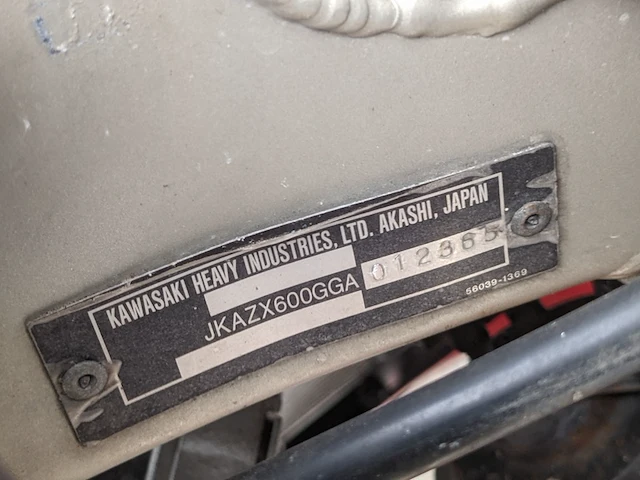 KAWASAKI HEAVY INDUSTRIES, LTD. AKASHI, JAPAN
JKAZX600GGA 012365
56039-1369